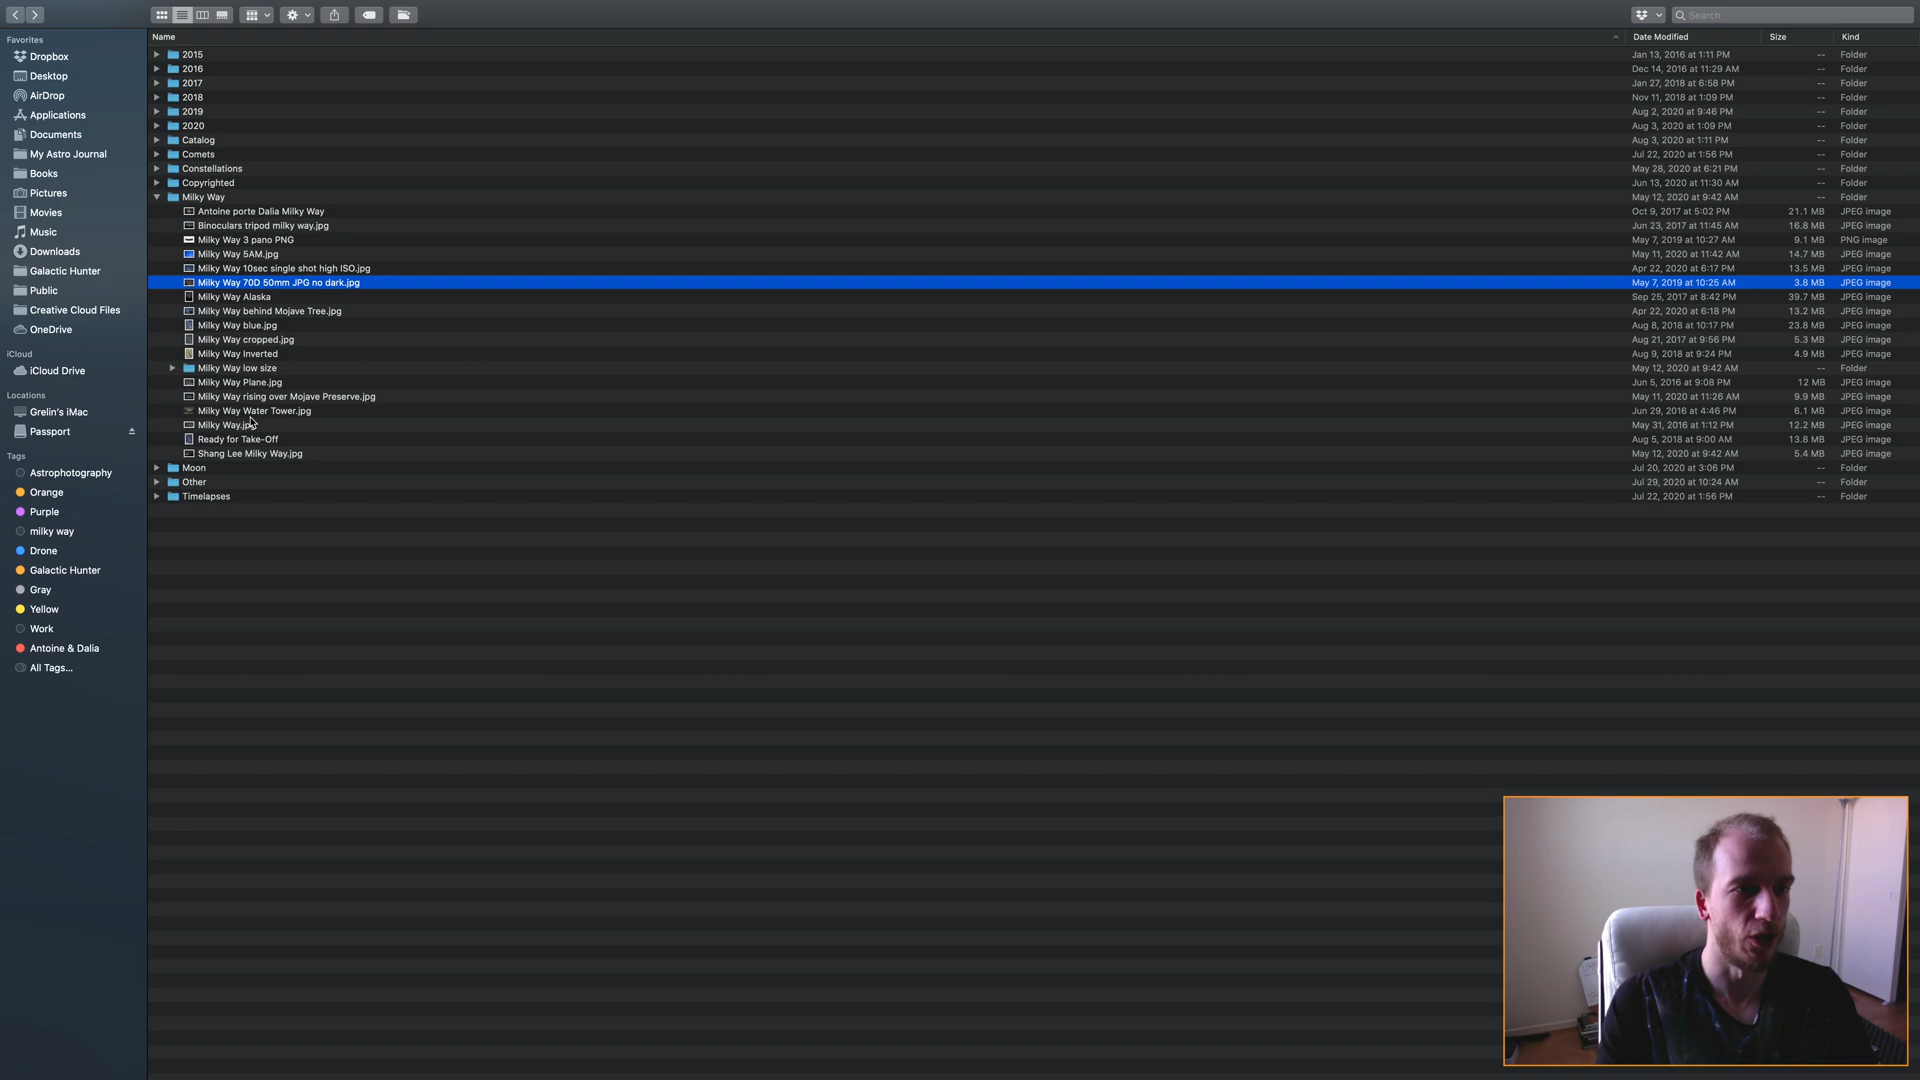 Search
Favorites
Dropbox
Desktop
AirDrop
Applications
Documents
My Astro Journal
Books
Pictures
Movies
Music
Downloads
Galactic Hunter
Public
Creative Cloud Files
OneDrive
iCloud
iCloud Drive
Locations
Grelin's iMac
Passport
Tags
Astrophotography
Orange
Purple
milky way
Drone
Galactic Hunter
Gray
Yellow
Work
Antoine & Dalia
All Tags...
Name Date Modified Size Kind
2015 Jan 13, 2016 at 1:11 PM -- Folder
2016 Dec 14, 2016 at 11:29 AM -- Folder
2017 Jan 27, 2018 at 6:58 PM -- Folder
2018 Nov 11, 2018 at 1:09 PM -- Folder
2019 Aug 2, 2020 at 9:46 PM -- Folder
2020 Aug 3, 2020 at 1:09 PM -- Folder
Catalog Aug 3, 2020 at 1:11 PM -- Folder
Comets Jul 22, 2020 at 1:56 PM -- Folder
Constellations May 28, 2020 at 6:21 PM -- Folder
Copyrighted Jun 13, 2020 at 11:30 AM -- Folder
Milky Way May 12, 2020 at 9:42 AM -- Folder
Antoine porte Dalia Milky Way Oct 9, 2017 at 5:02 PM 21.1 MB JPEG image
Binoculars tripod milky way.jpg Jun 23, 2017 at 11:45 AM 16.8 MB JPEG image
Milky Way 3 pano PNG May 7, 2019 at 10:27 AM 9.1 MB PNG image
Milky Way 5AM.jpg May 11, 2020 at 11:42 AM 14.7 MB JPEG image
Milky Way 10sec single shot high ISO.jpg Apr 22, 2020 at 6:17 PM 13.5 MB JPEG image
Milky Way 70D 50mm JPG no dark.jpg May 7, 2019 at 10:25 AM 3.8 MB JPEG image
Milky Way Alaska Sep 25, 2017 at 8:42 PM 39.7 MB JPEG image
Milky Way behind Mojave Tree.jpg Apr 22, 2020 at 6:18 PM 13.2 MB JPEG image
Milky Way blue.jpg Aug 8, 2018 at 10:17 PM 23.8 MB JPEG image
Milky Way cropped.jpg Aug 21, 2017 at 9:56 PM 5.3 MB JPEG image
Milky Way Inverted Aug 9, 2018 at 9:24 PM 4.9 MB JPEG image
Milky Way low size May 12, 2020 at 9:42 AM -- Folder
Milky Way Plane.jpg Jun 5, 2016 at 9:08 PM 12 MB JPEG image
Milky Way rising over Mojave Preserve.jpg May 11, 2020 at 11:26 AM 9.9 MB JPEG image
Milky Way Water Tower.jpg Jun 29, 2016 at 4:46 PM 6.1 MB JPEG image
Milky Way.jpg May 31, 2016 at 1:12 PM 12.2 MB JPEG image
Ready for Take-Off Aug 5, 2018 at 9:00 AM 13.8 MB JPEG image
Shang Lee Milky Way.jpg May 12, 2020 at 9:42 AM 5.4 MB JPEG image
Moon Jul 20, 2020 at 3:06 PM -- Folder
Other Jul 29, 2020 at 10:24 AM -- Folder
Timelapses Jul 22, 2020 at 1:56 PM -- Folder